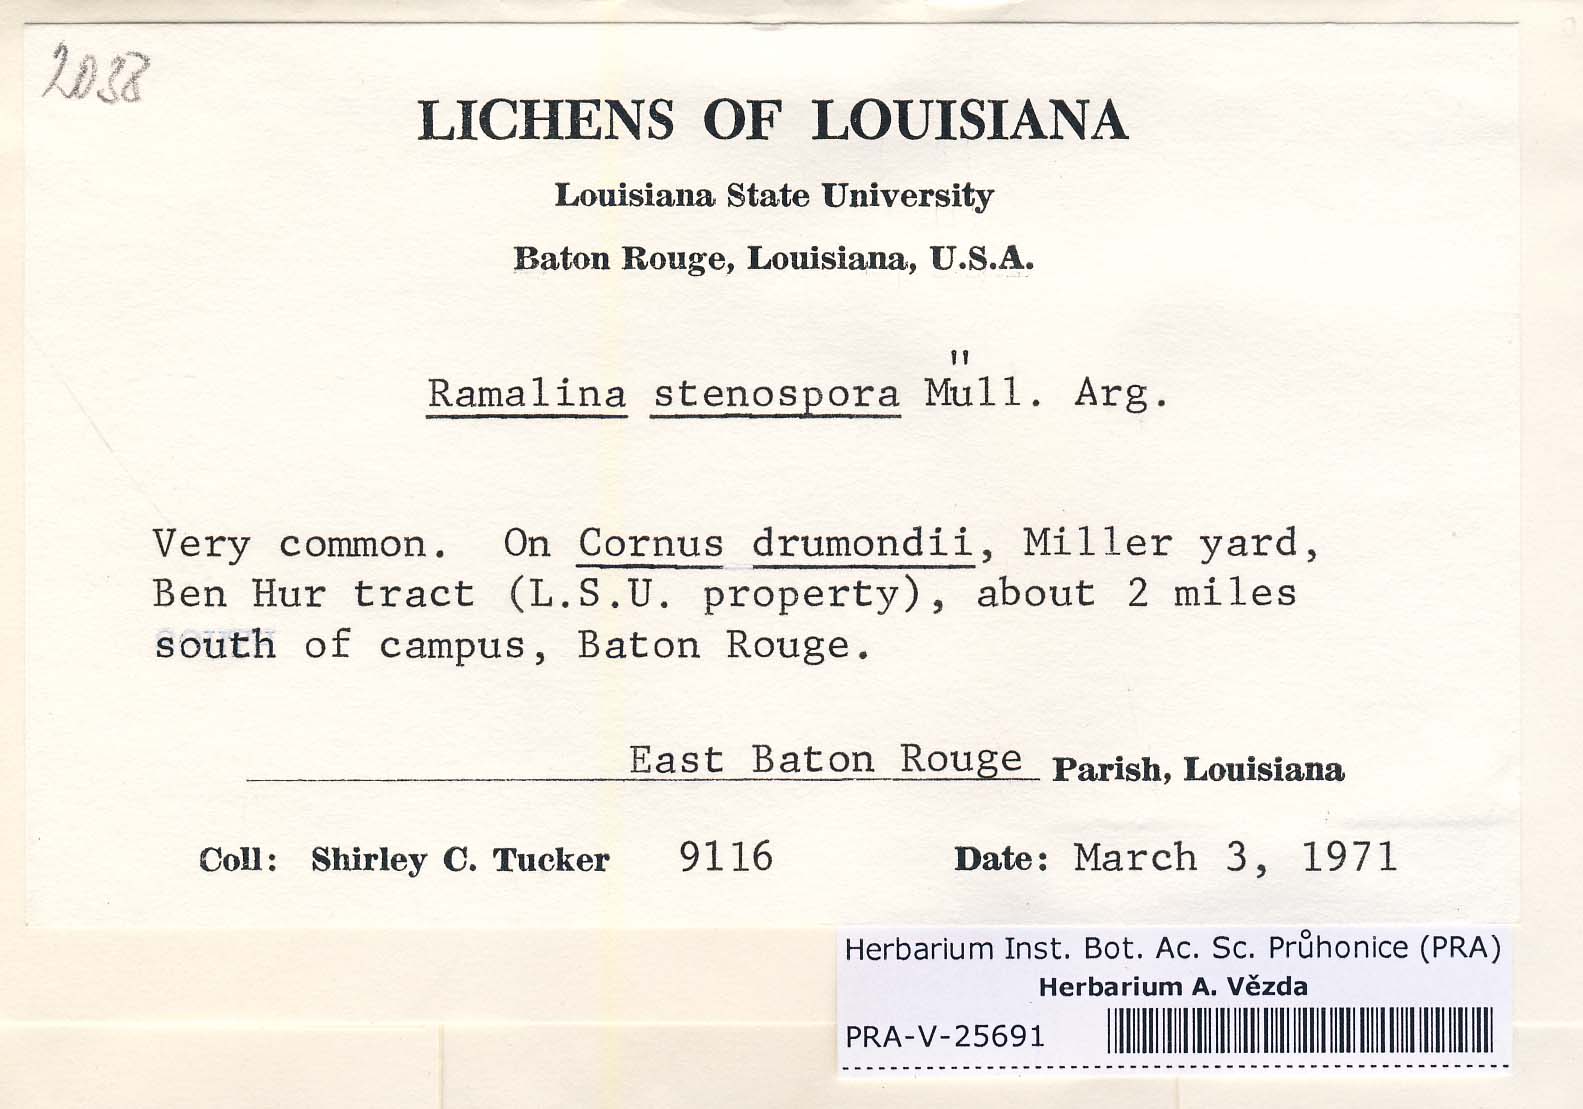 2038
LICHENS OF LOUISIANA
Louisiana State University
Baton Rouge, Louisiana, U.S.A.
Ramalina stenospora Müll. Arg.
Very common. On Cornus drumondii, Miller yard,
Ben Hur tract (L.S.U. property), about 2 miles
south of campus, Baton Rouge.
East Baton Rouge Parish, Louisiana
Coll: Shirley C. Tucker 9116 Date: March 3, 1971
Herbarium Inst. Bot. Ac. Sc. Průhonice (PRA)
Herbarium A. Vězda
PRA-V-25691